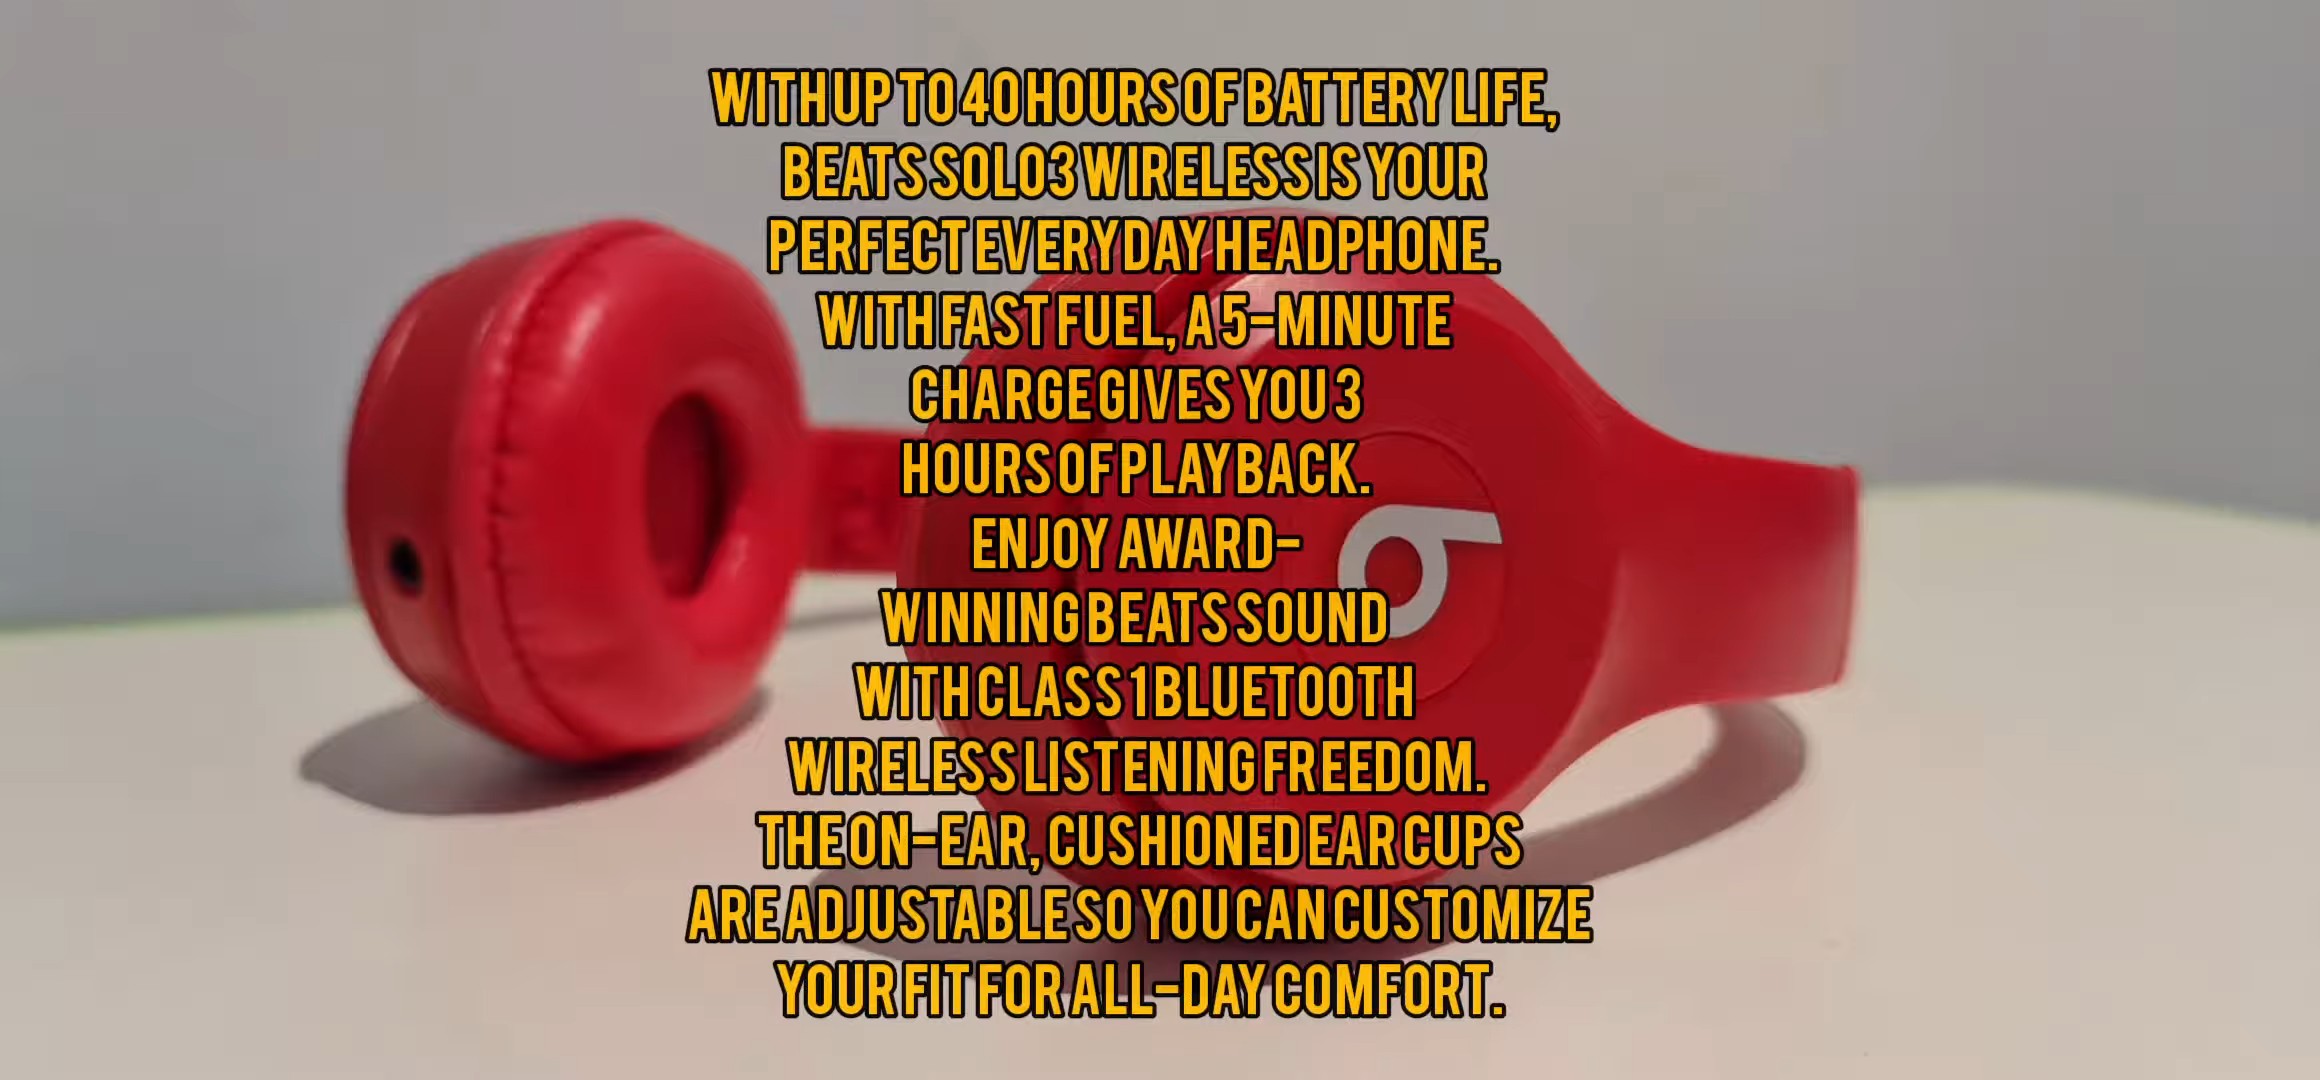 WITH UP TO 40 HOURS OF BATTERY LIFE,
BEATS SOLO3 WIRELESS IS YOUR
PERFECT EVERYDAY HEADPHONE.
WITH FAST FUEL, A 5-MINUTE
CHARGE GIVES YOU 3
HOURS OF PLAYBACK.
ENJOY AWARD-
WINNING BEATS SOUND
WITH CLASS 1 BLUETOOTH
WIRELESS LISTENING FREEDOM.
THE ON-EAR, CUSHIONED EAR CUPS
ARE ADJUSTABLE SO YOU CAN CUSTOMIZE
YOUR FIT FOR ALL-DAY COMFORT.